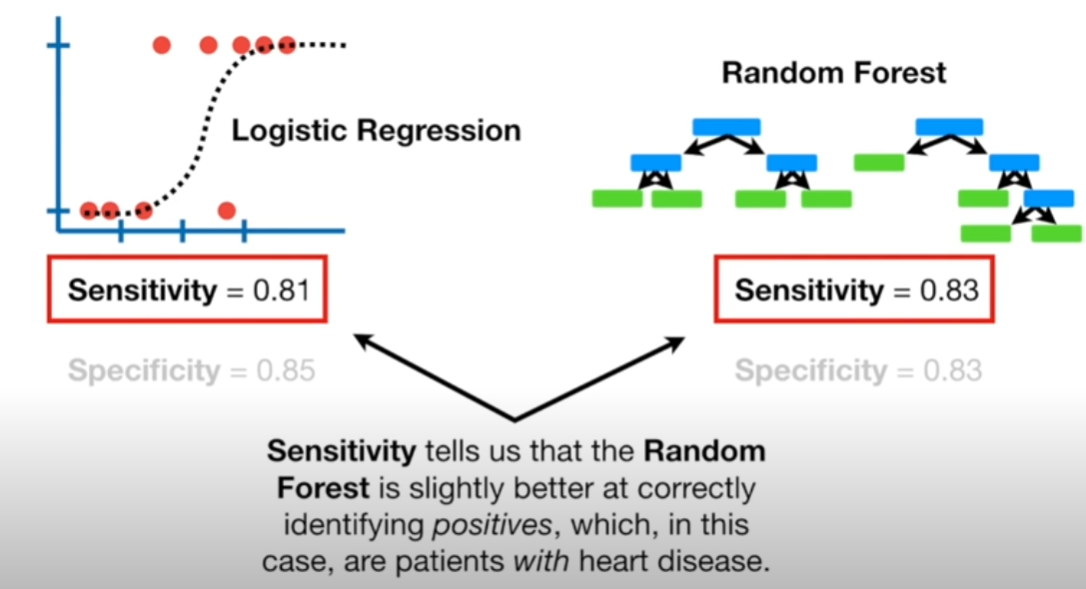 Logistic Regression
Random Forest
Sensitivity = 0.81
Sensitivity = 0.83
Specificity = 0.85
Specificity = 0.83
Sensitivity tells us that the Random
Forest is slightly better at correctly
identifying positives, which, in this
case, are patients with heart disease.